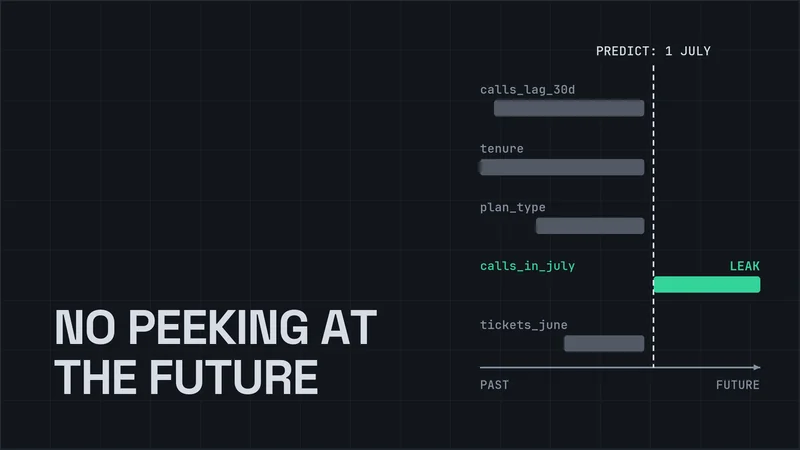 PREDICT: 1 JULY
calls_lag_30d
tenure
plan_type
calls_in_july
LEAK
tickets_june
PAST
FUTURE
NO PEEKING AT
THE FUTURE